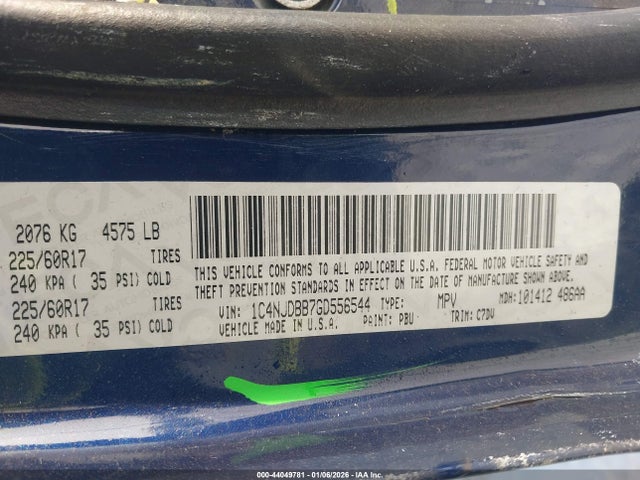 2076 KG 4575 LB
225/60R17 TIRES
240 KPA ( 35 PSI) COLD
225/60R17 TIRES
240 KPA ( 35 PSI) COLD
THIS VEHICLE CONFORMS TO ALL APPLICABLE U.S.A. FEDERAL MOTOR VEHICLE SAFETY AND
THEFT PREVENTION STANDARDS IN EFFECT ON THE DATE OF MANUFACTURE SHOWN ABOVE.
VIN: 1C4NJDBB7GD556544 TYPE: MPV MDH: 101412 486AA
VEHICLE MADE IN U.S.A. PAINT: PBU TRIM: C7DV
000-44049781 - 01/06/2026 - IAA Inc.